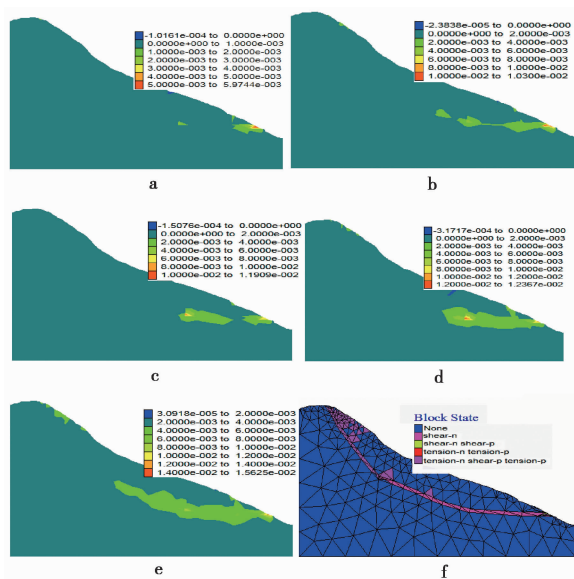 -1.0161e-004 to 0.0000e+000
0.0000e+000 to 1.0000e-003
1.0000e-003 to 2.0000e-003
2.0000e-003 to 3.0000e-003
3.0000e-003 to 4.0000e-003
4.0000e-003 to 5.0000e-003
5.0000e-003 to 5.9744e-003
a
-2.3838e-005 to 0.0000e+000
0.0000e+000 to 2.0000e-003
2.0000e-003 to 4.0000e-003
4.0000e-003 to 6.0000e-003
6.0000e-003 to 8.0000e-003
8.0000e-003 to 1.0000e-002
1.0000e-002 to 1.0300e-002
b
-1.5076e-004 to 0.0000e+000
0.0000e+000 to 2.0000e-003
2.0000e-003 to 4.0000e-003
4.0000e-003 to 6.0000e-003
6.0000e-003 to 8.0000e-003
8.0000e-003 to 1.0000e-002
1.0000e-002 to 1.1909e-002
c
-3.1717e-004 to 0.0000e+000
0.0000e+000 to 2.0000e-003
2.0000e-003 to 4.0000e-003
4.0000e-003 to 6.0000e-003
6.0000e-003 to 8.0000e-003
8.0000e-003 to 1.0000e-002
1.0000e-002 to 1.2000e-002
1.2000e-002 to 1.2367e-002
d
3.0918e-005 to 2.0000e-003
2.0000e-003 to 4.0000e-003
4.0000e-003 to 6.0000e-003
6.0000e-003 to 8.0000e-003
8.0000e-003 to 1.0000e-002
1.0000e-002 to 1.2000e-002
1.2000e-002 to 1.4000e-002
1.4000e-002 to 1.5625e-002
e
Block State
None
shear-n
shear-n shear-p
tension-n tension-p
tension-n shear-p tension-p
f